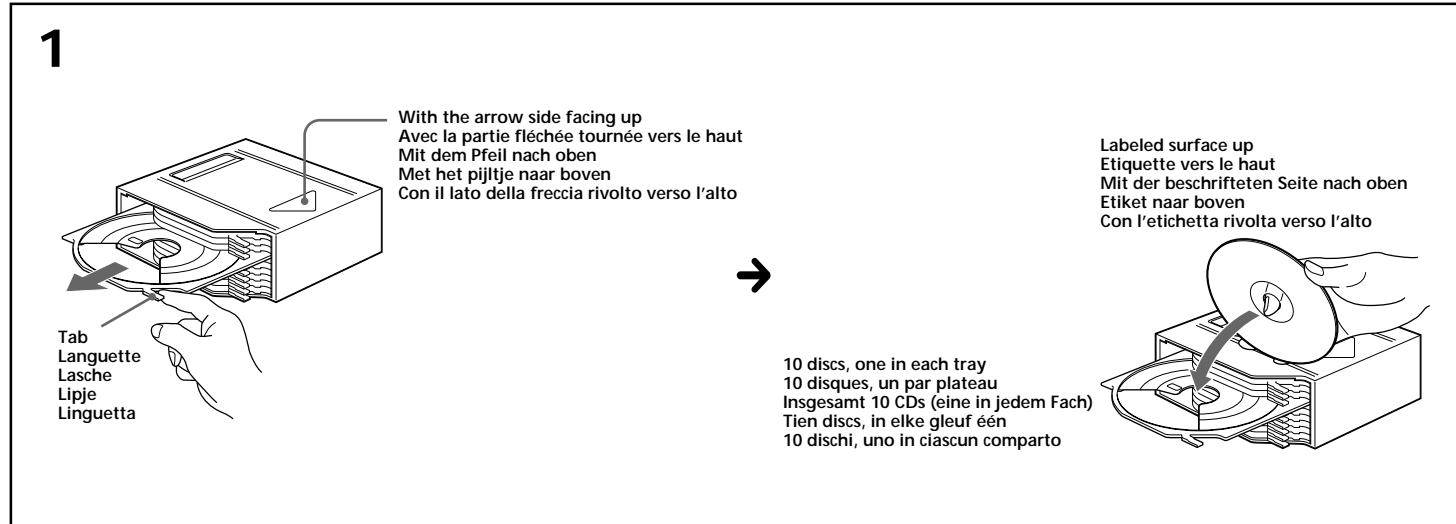 1
With the arrow side facing up
Avec la partie fléchée tournée vers le haut
Mit dem Pfeil nach oben
Met het pijltje naar boven
Con il lato della freccia rivolto verso l'alto
Tab
Languette
Lasche
Lipje
Linguetta
Labeled surface up
Etiquette vers le haut
Mit der beschrifteten Seite nach oben
Etiket naar boven
Con l'etichetta rivolta verso l'alto
10 discs, one in each tray
10 disques, un par plateau
Insgesamt 10 CDs (eine in jedem Fach)
Tien discs, in elke gleuf één
10 dischi, uno in ciascun comparto